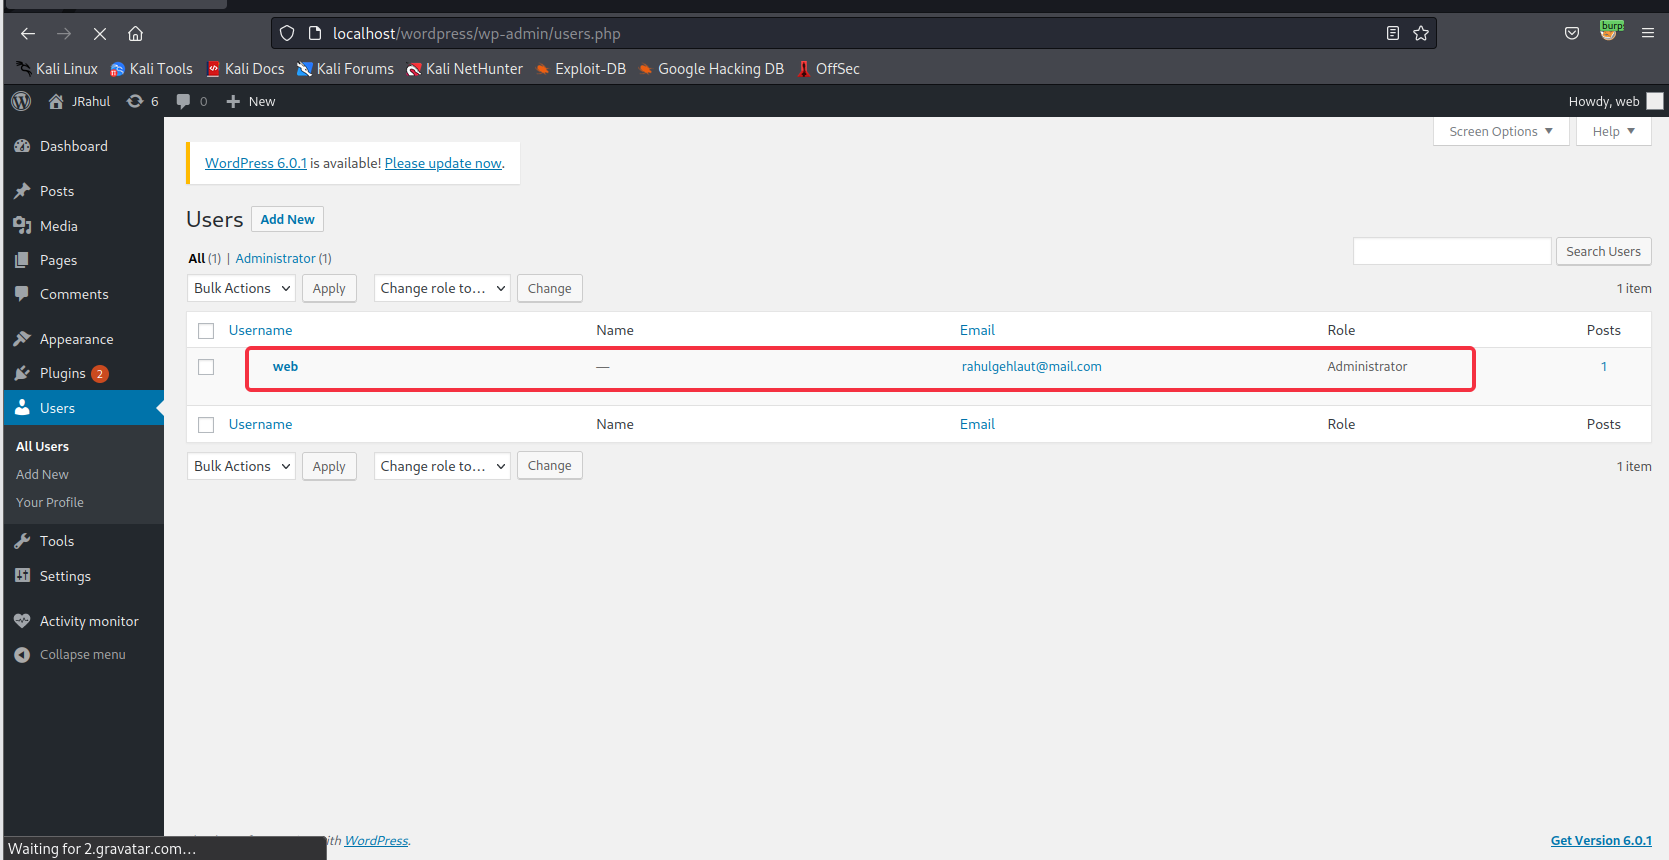 localhost/wordpress/wp-admin/users.php
burp
Kali Linux Kali Tools Kali Docs Kali Forums Kali NetHunter Exploit-DB Google Hacking DB OffSec
JRahul 6 0 New Howdy, web
Screen Options Help
Dashboard
WordPress 6.0.1 is available! Please update now.
Posts
Media
Pages
Comments
Appearance
Plugins 2
Users
All Users
Add New
Your Profile
Tools
Settings
Activity monitor
Collapse menu
Users Add New
All (1) | Administrator (1)
Search Users
Bulk Actions Apply Change role to... Change 1 item
Username Name Email Role Posts
web — rahulgehlaut@mail.com Administrator 1
Username Name Email Role Posts
Bulk Actions Apply Change role to... Change 1 item
WordPress. Get Version 6.0.1
Waiting for 2.gravatar.com...